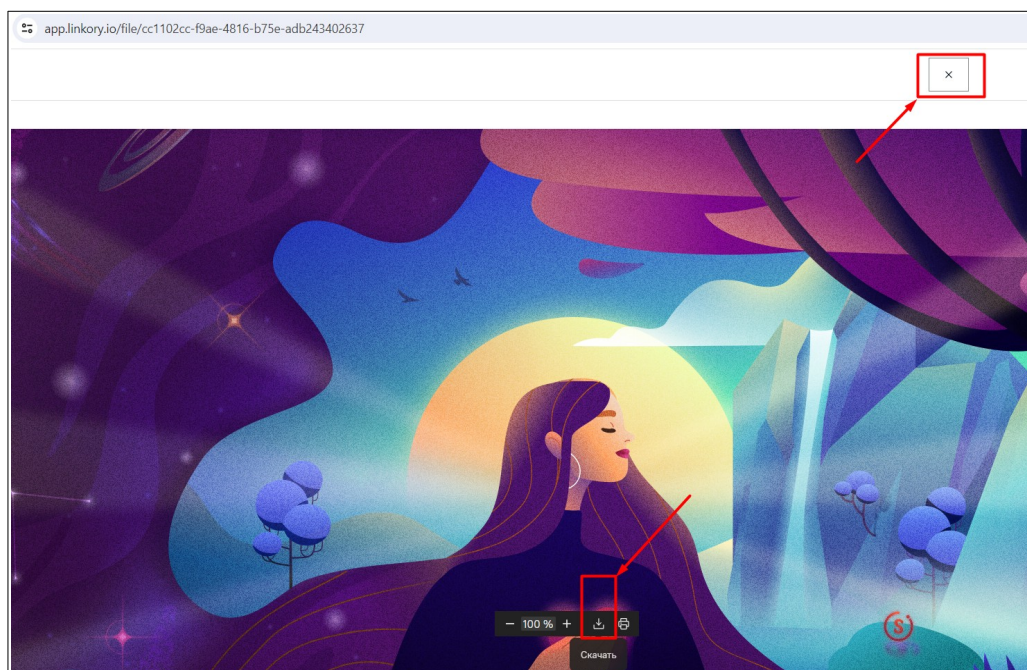 app.linkory.io/file/cc1102cc-f9ae-4816-b75e-adb243402637
100 %
Скачать
S